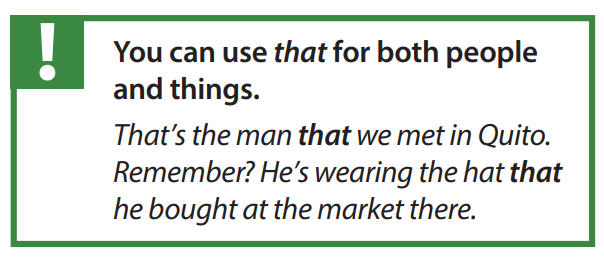 !
You can use that for both people
and things.
That's the man that we met in Quito.
Remember? He's wearing the hat that
he bought at the market there.